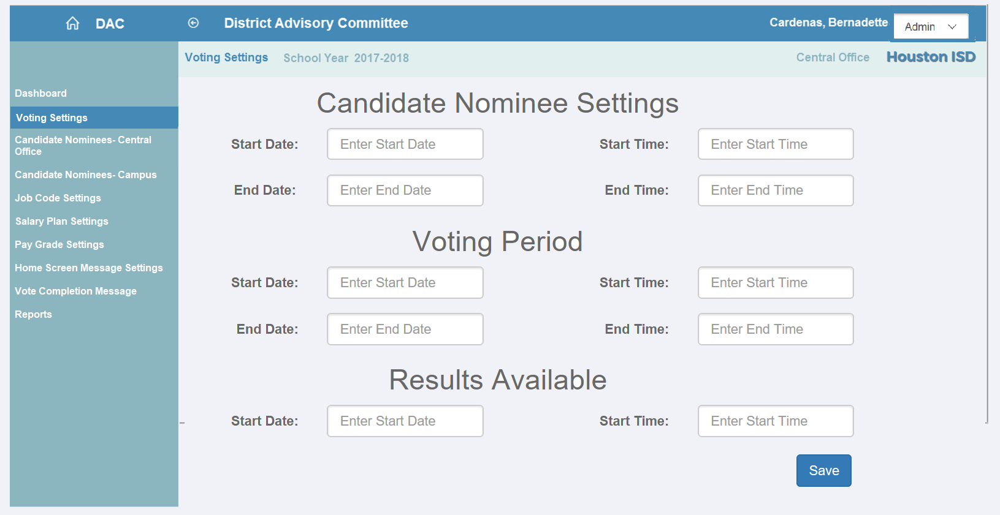 DAC District Advisory Committee Cardenas, Bernadette Admin
Voting Settings School Year 2017-2018 Central Office Houston ISD
Dashboard
Voting Settings
Candidate Nominees- Central
Office
Candidate Nominees- Campus
Job Code Settings
Salary Plan Settings
Pay Grade Settings
Home Screen Message Settings
Vote Completion Message
Reports
Candidate Nominee Settings
Start Date: Enter Start Date Start Time: Enter Start Time
End Date: Enter End Date End Time: Enter End Time
Voting Period
Start Date: Enter Start Date Start Time: Enter Start Time
End Date: Enter End Date End Time: Enter End Time
Results Available
Start Date: Enter Start Date Start Time: Enter Start Time
Save